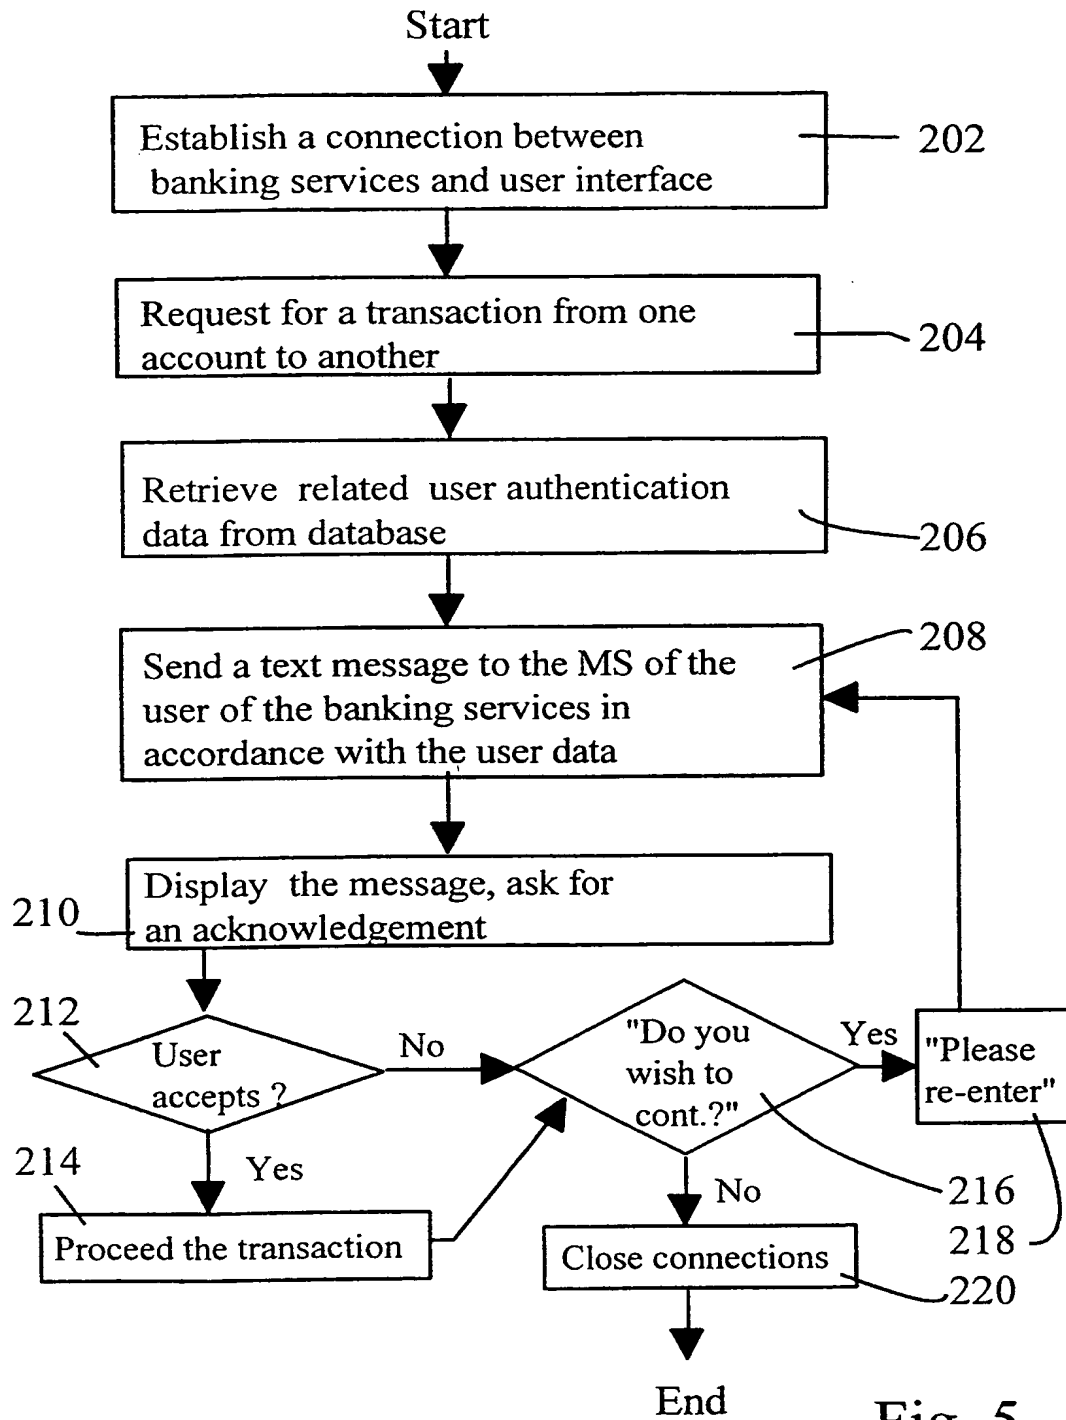 Start
Establish a connection between
banking services and user interface
202
Request for a transaction from one
account to another
204
Retrieve related user authentication
data from database
206
208
Send a text message to the MS of the
user of the banking services in
accordance with the user data
Display the message, ask for
an acknowledgement
210
212
User
accepts ?
No
"Do you
wish to
cont.?"
Yes
"Please
re-enter"
214
Yes
Proceed the transaction
No
216
218
Close connections
220
End
Fig. 5